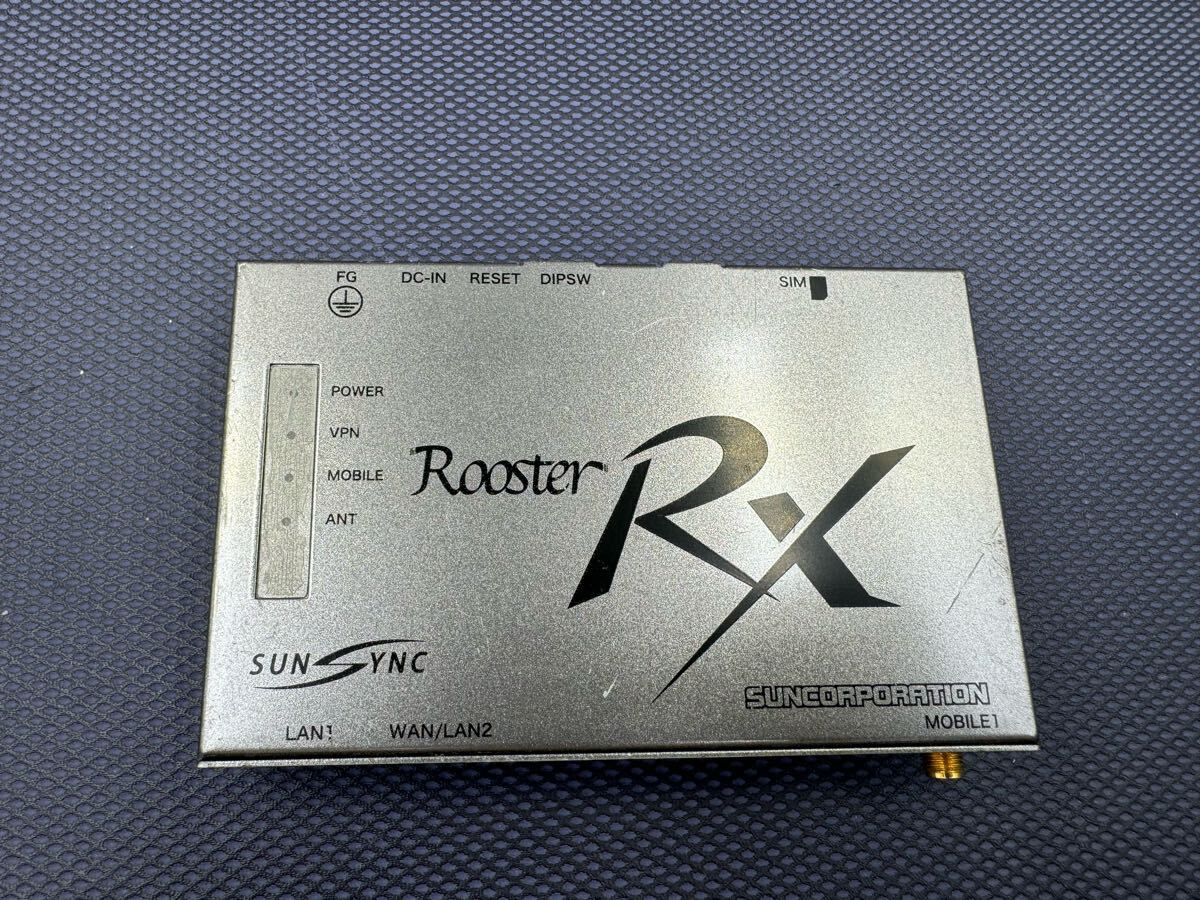 FG DC-IN RESET DIPSW SIM
POWER
VPN
MOBILE
ANT
Rooster RX
SUNSYNC
SUNCORPORATION
LAN1 WAN/LAN2 MOBILE1